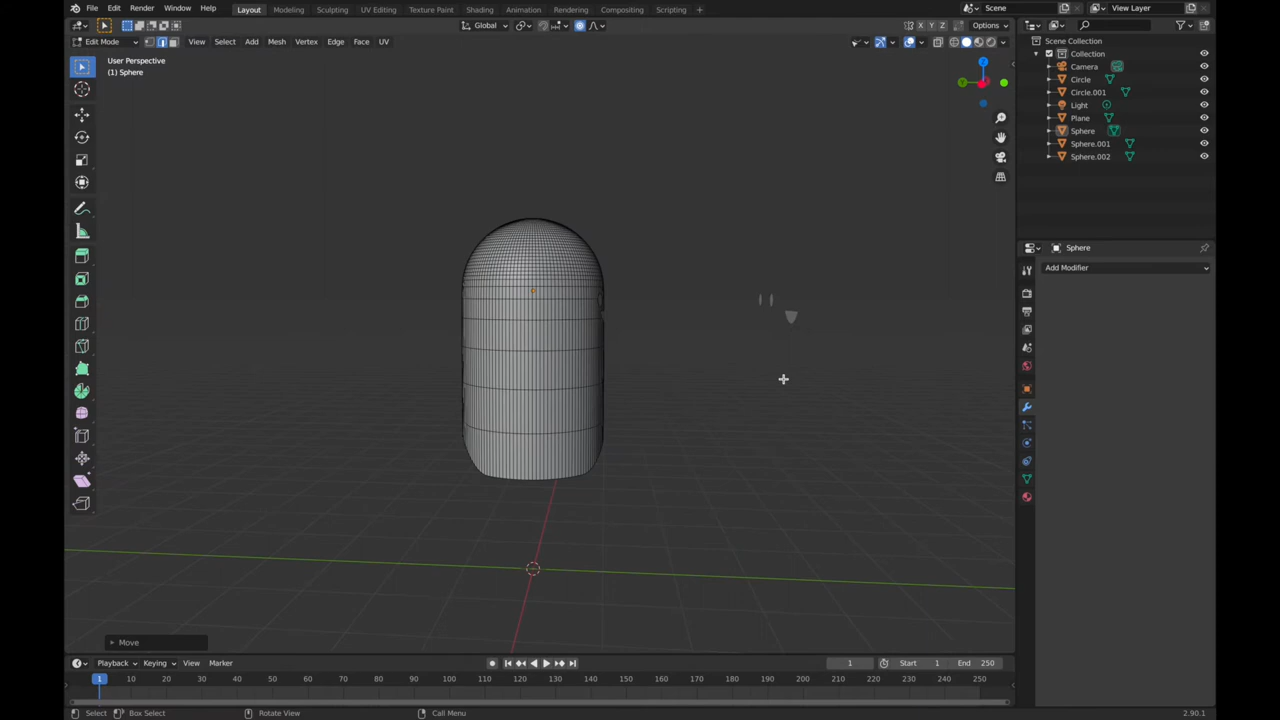 File Edit Render Window Help
Layout Modeling Sculpting UV Editing Texture Paint Shading Animation Rendering Compositing Scripting +
Scene View Layer
Global X Y Z Options
Edit Mode View Select Add Mesh Vertex Edge Face UV
User Perspective
(1) Sphere
Z
Y
Scene Collection
Collection
Camera
Circle
Circle.001
Light
Plane
Sphere
Sphere.001
Sphere.002
Sphere
Add Modifier
Move
Playback Keying View Marker
1 Start 1 End 250
1 10 20 30 40 50 60 70 80 90 100 110 120 130 140 150 160 170 180 190 200 210 220 230 240 250
Select Box Select Rotate View Call Menu 2.90.1